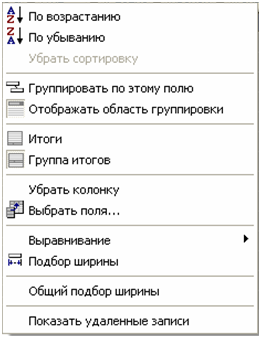 По возрастанию
По убыванию
Убрать сортировку
Группировать по этому полю
Отображать область группировки
Итоги
Группа итогов
Убрать колонку
Выбрать поля...
Выравнивание
Подбор ширины
Общий подбор ширины
Показать удаленные записи